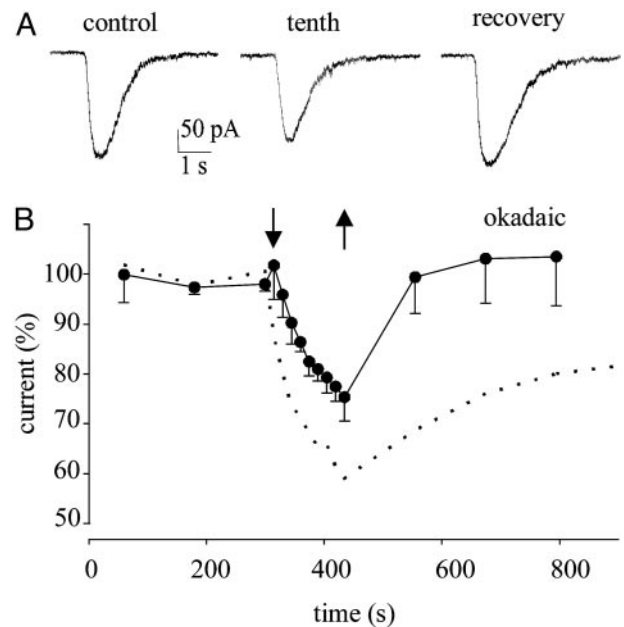 A
control
tenth
recovery
50 pA
1 s
B
okadaic
100
90
80
70
60
50
current (%)
0 200 400 600 800
time (s)